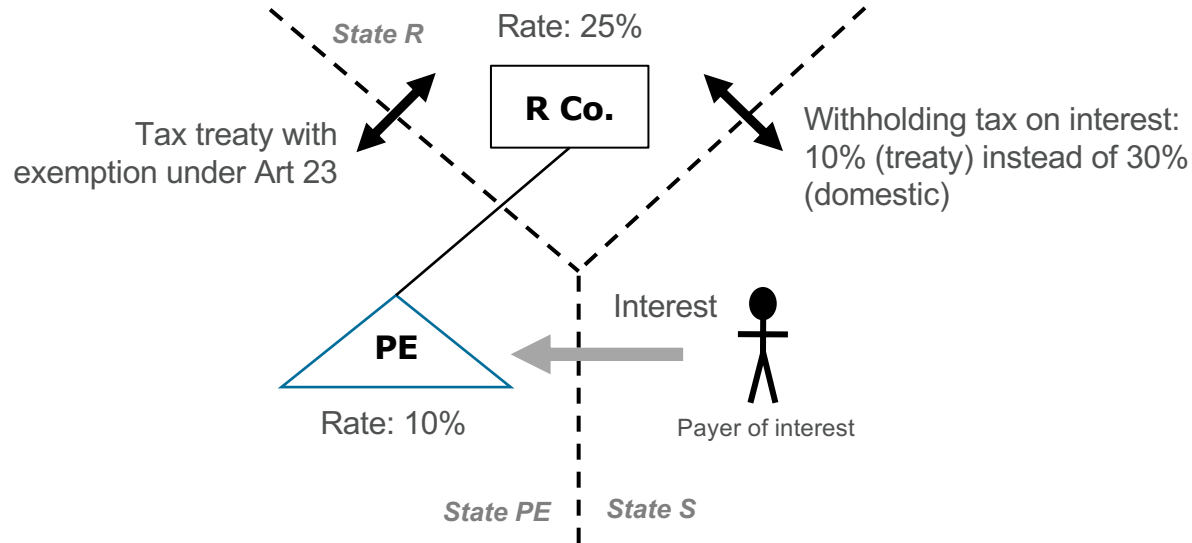 State R
Rate: 25%
R Co.
Tax treaty with
exemption under Art 23
Withholding tax on interest:
10% (treaty) instead of 30%
(domestic)
Interest
PE
Rate: 10%
Payer of interest
State PE
State S